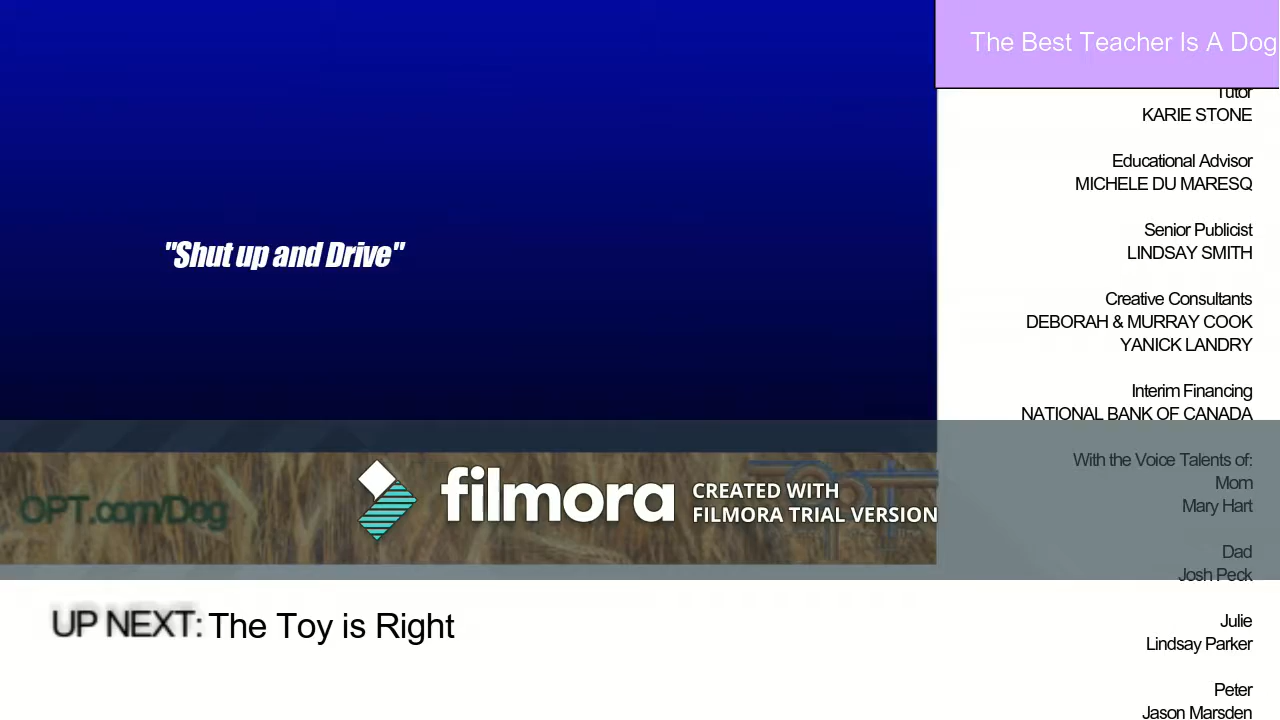 The Best Teacher Is A Dog
Tutor
KARIE STONE
Educational Advisor
MICHELE DU MARESQ
Senior Publicist
LINDSAY SMITH
Creative Consultants
DEBORAH & MURRAY COOK
YANICK LANDRY
Interim Financing
NATIONAL BANK OF CANADA
With the Voice Talents of:
Mom
Mary Hart
Dad
Josh Peck
Julie
Lindsay Parker
Peter
Jason Marsden
"Shut up and Drive"
OPT.com/Dog
filmora
CREATED WITH
FILMORA TRIAL VERSION
UP NEXT: The Toy is Right